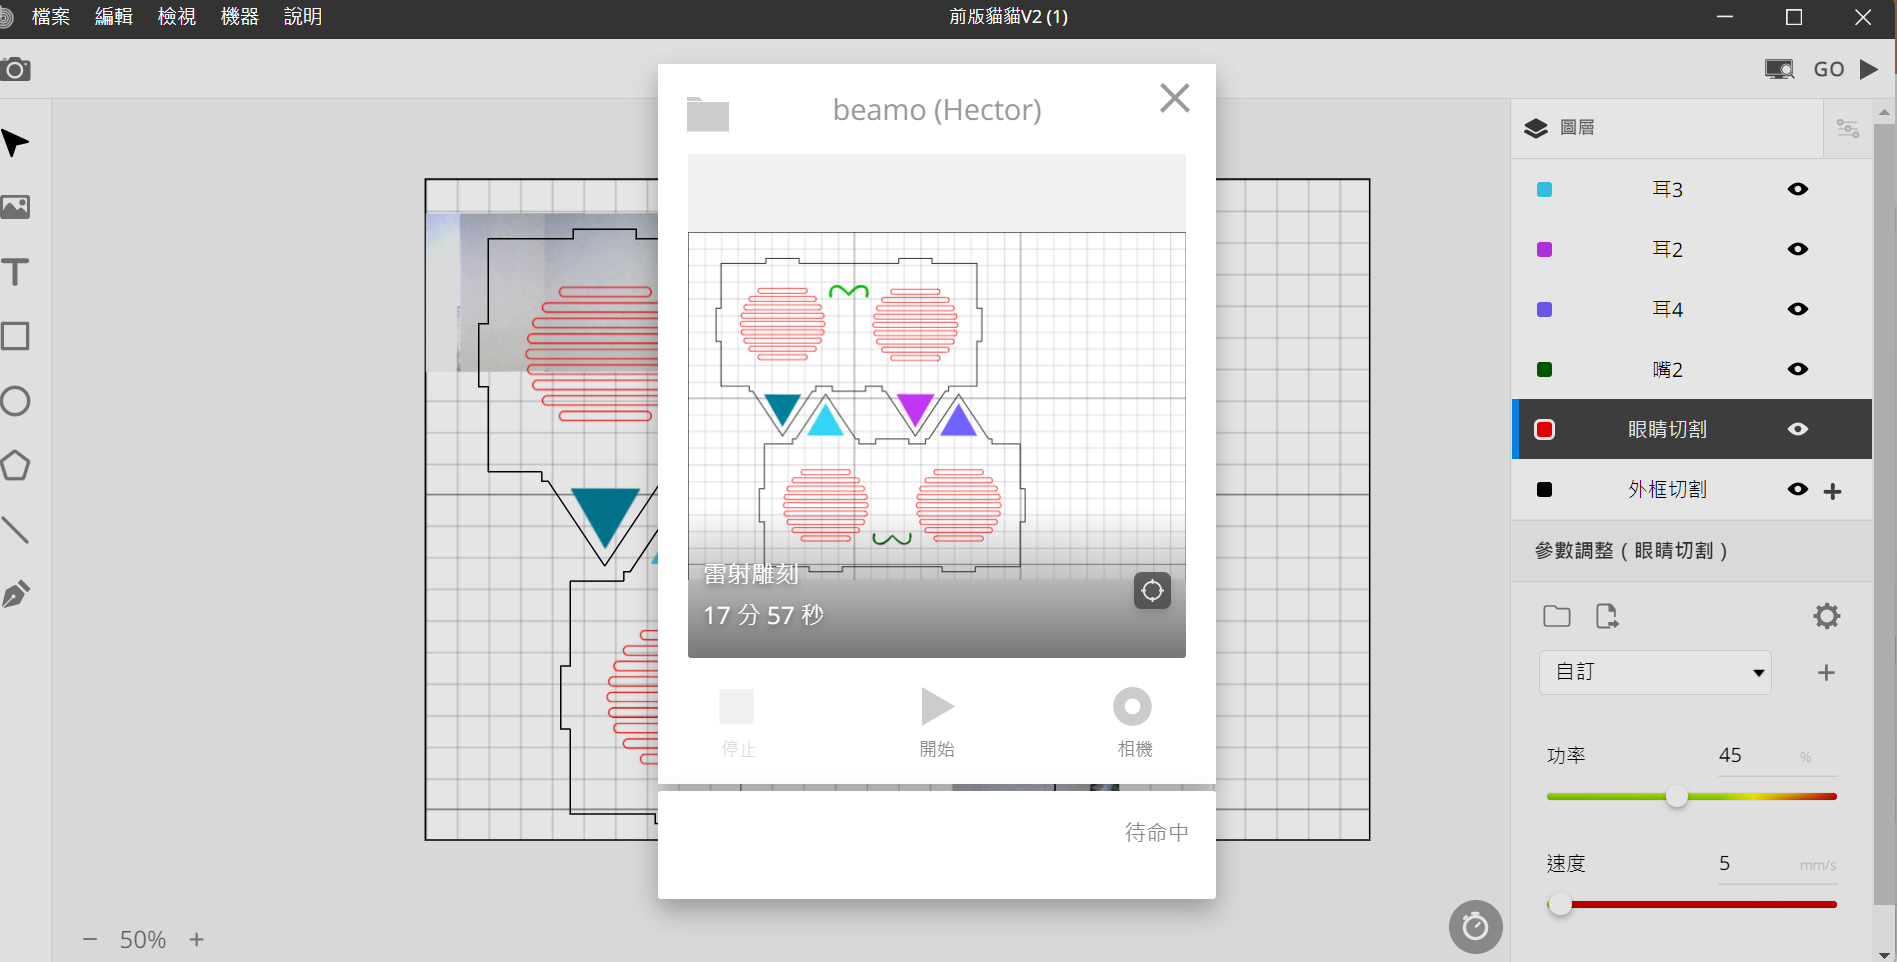 檔案 編輯 檢視 機器 說明
前版貓貓V2 (1)
GO
beamo (Hector)
雷射雕刻
17 分 57 秒
停止 開始 相機
待命中
50%
圖層
耳3
耳2
耳4
嘴2
眼睛切割
外框切割
參數調整 ( 眼睛切割 )
自訂
功率 45 %
速度 5 mm/s